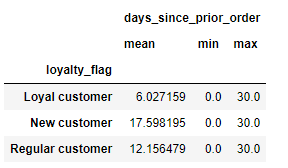 days_since_prior_order
mean min max
loyalty_flag
Loyal customer 6.027159 0.0 30.0
New customer 17.598195 0.0 30.0
Regular customer 12.156479 0.0 30.0